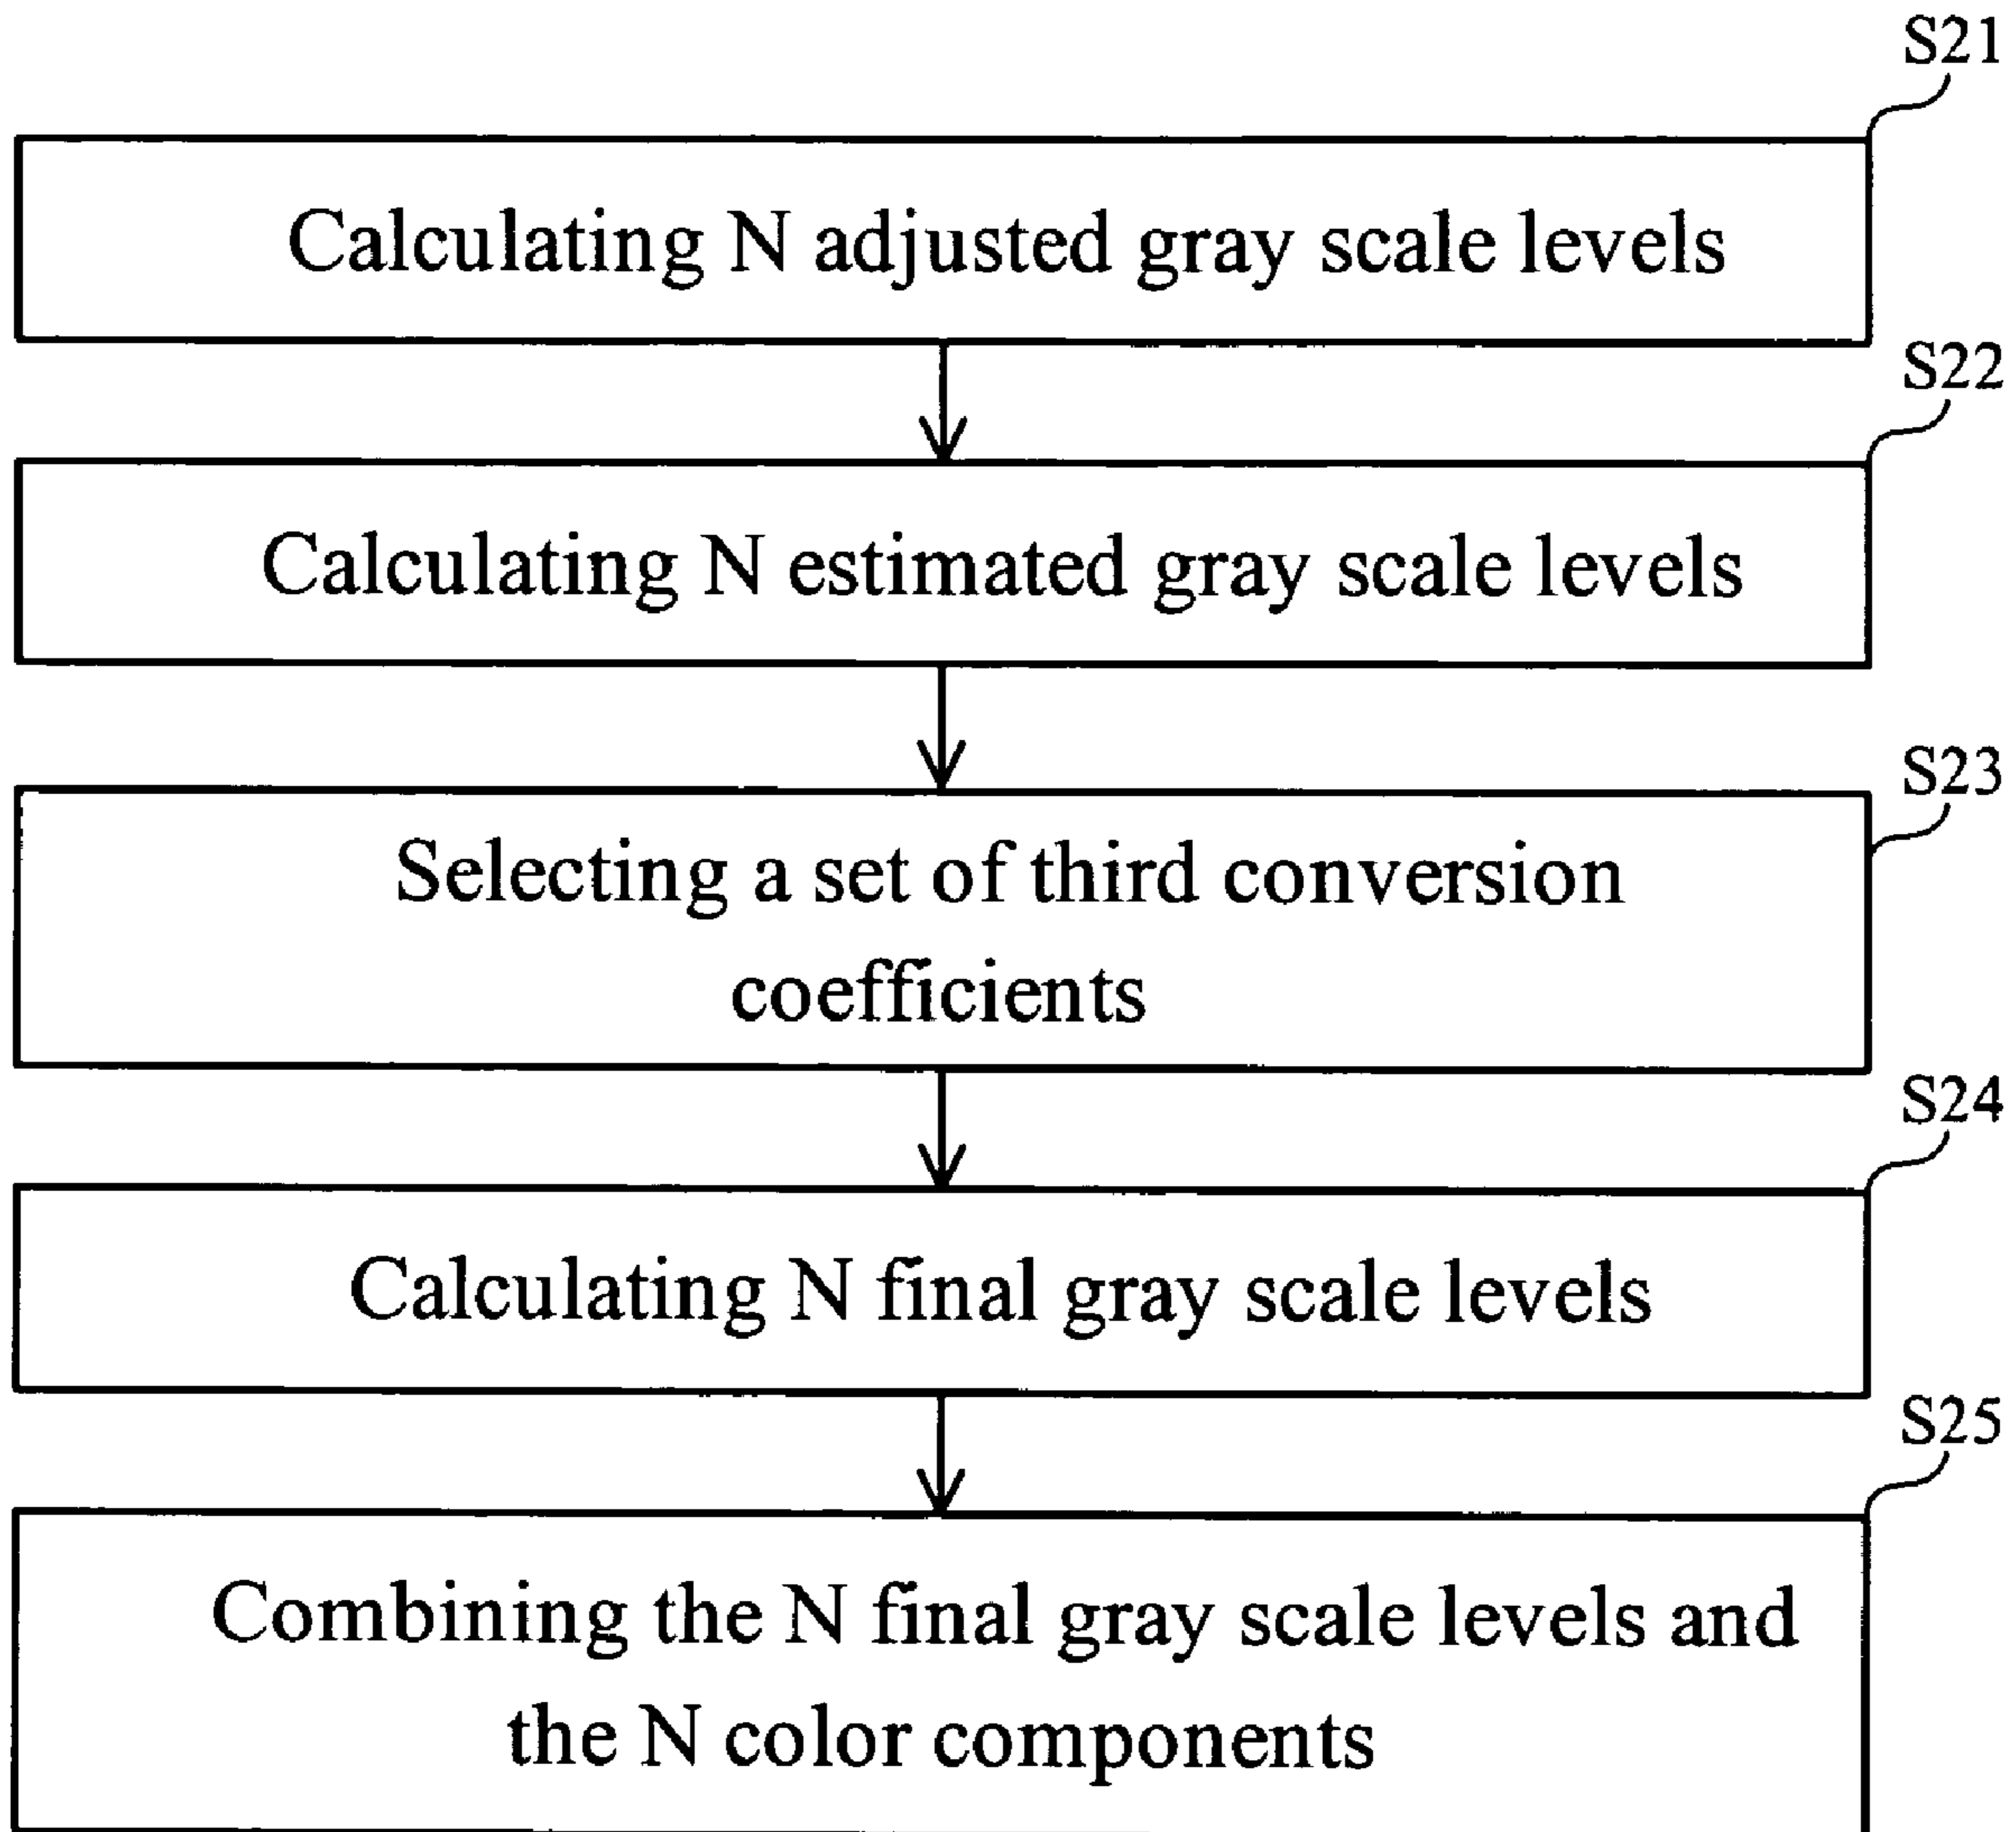 S21
Calculating N adjusted gray scale levels
S22
Calculating N estimated gray scale levels
S23
Selecting a set of third conversion
coefficients
S24
Calculating N final gray scale levels
S25
Combining the N final gray scale levels and
the N color components